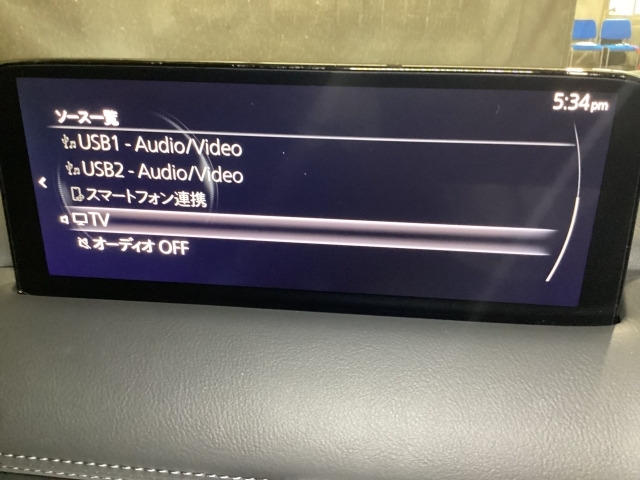 5:34pm
ソース一覧
USB1 - Audio/Video
USB2 - Audio/Video
スマートフォン連携
TV
オーディオ OFF